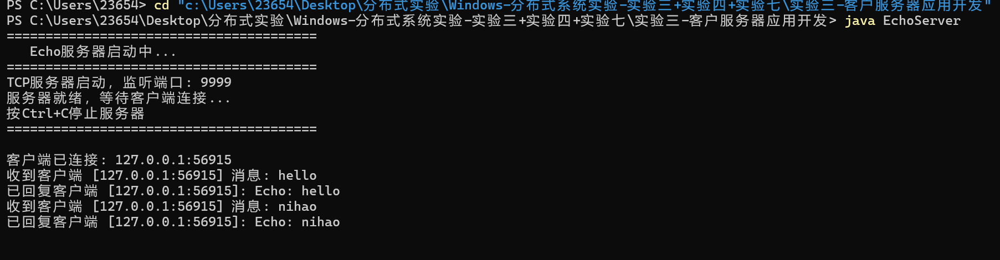 PS C:\Users\23654> cd "c:\Users\23654\Desktop\分布式实验\Windows-分布式系统实验-实验三+实验四+实验七\实验三-客户服务器应用开发"
PS C:\Users\23654\Desktop\分布式实验\Windows-分布式系统实验-实验三+实验四+实验七\实验三-客户服务器应用开发> java EchoServer
========================================
   Echo服务器启动中...
========================================
TCP服务器启动, 监听端口: 9999
服务器就绪, 等待客户端连接...
按Ctrl+C停止服务器
========================================
客户端已连接: 127.0.0.1:56915
收到客户端 [127.0.0.1:56915] 消息: hello
已回复客户端 [127.0.0.1:56915]: Echo: hello
收到客户端 [127.0.0.1:56915] 消息: nihao
已回复客户端 [127.0.0.1:56915]: Echo: nihao